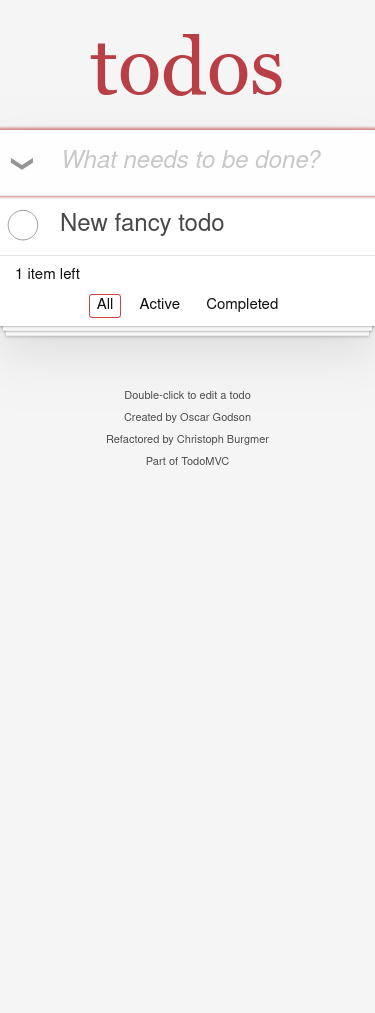 todos
What needs to be done?
New fancy todo
1 item left
All Active Completed
Double-click to edit a todo
Created by Oscar Godson
Refactored by Christoph Burgmer
Part of TodoMVC